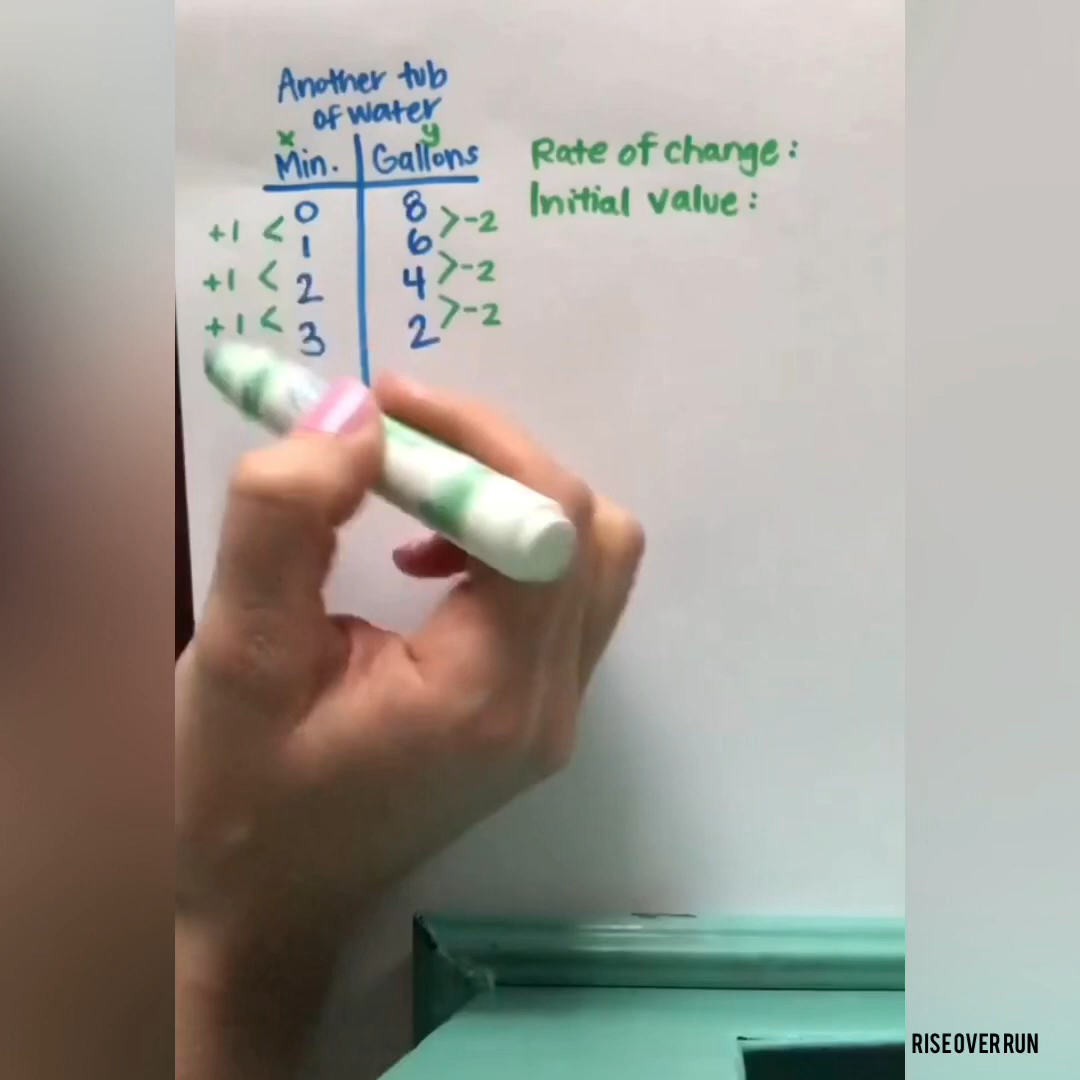 Another tub
of water
x y
Min. Gallons
0 8
+1 < > -2
1 6
+1 < > -2
2 4
+1 < > -2
3 2
Rate of change:
Initial value:
RISE OVER RUN